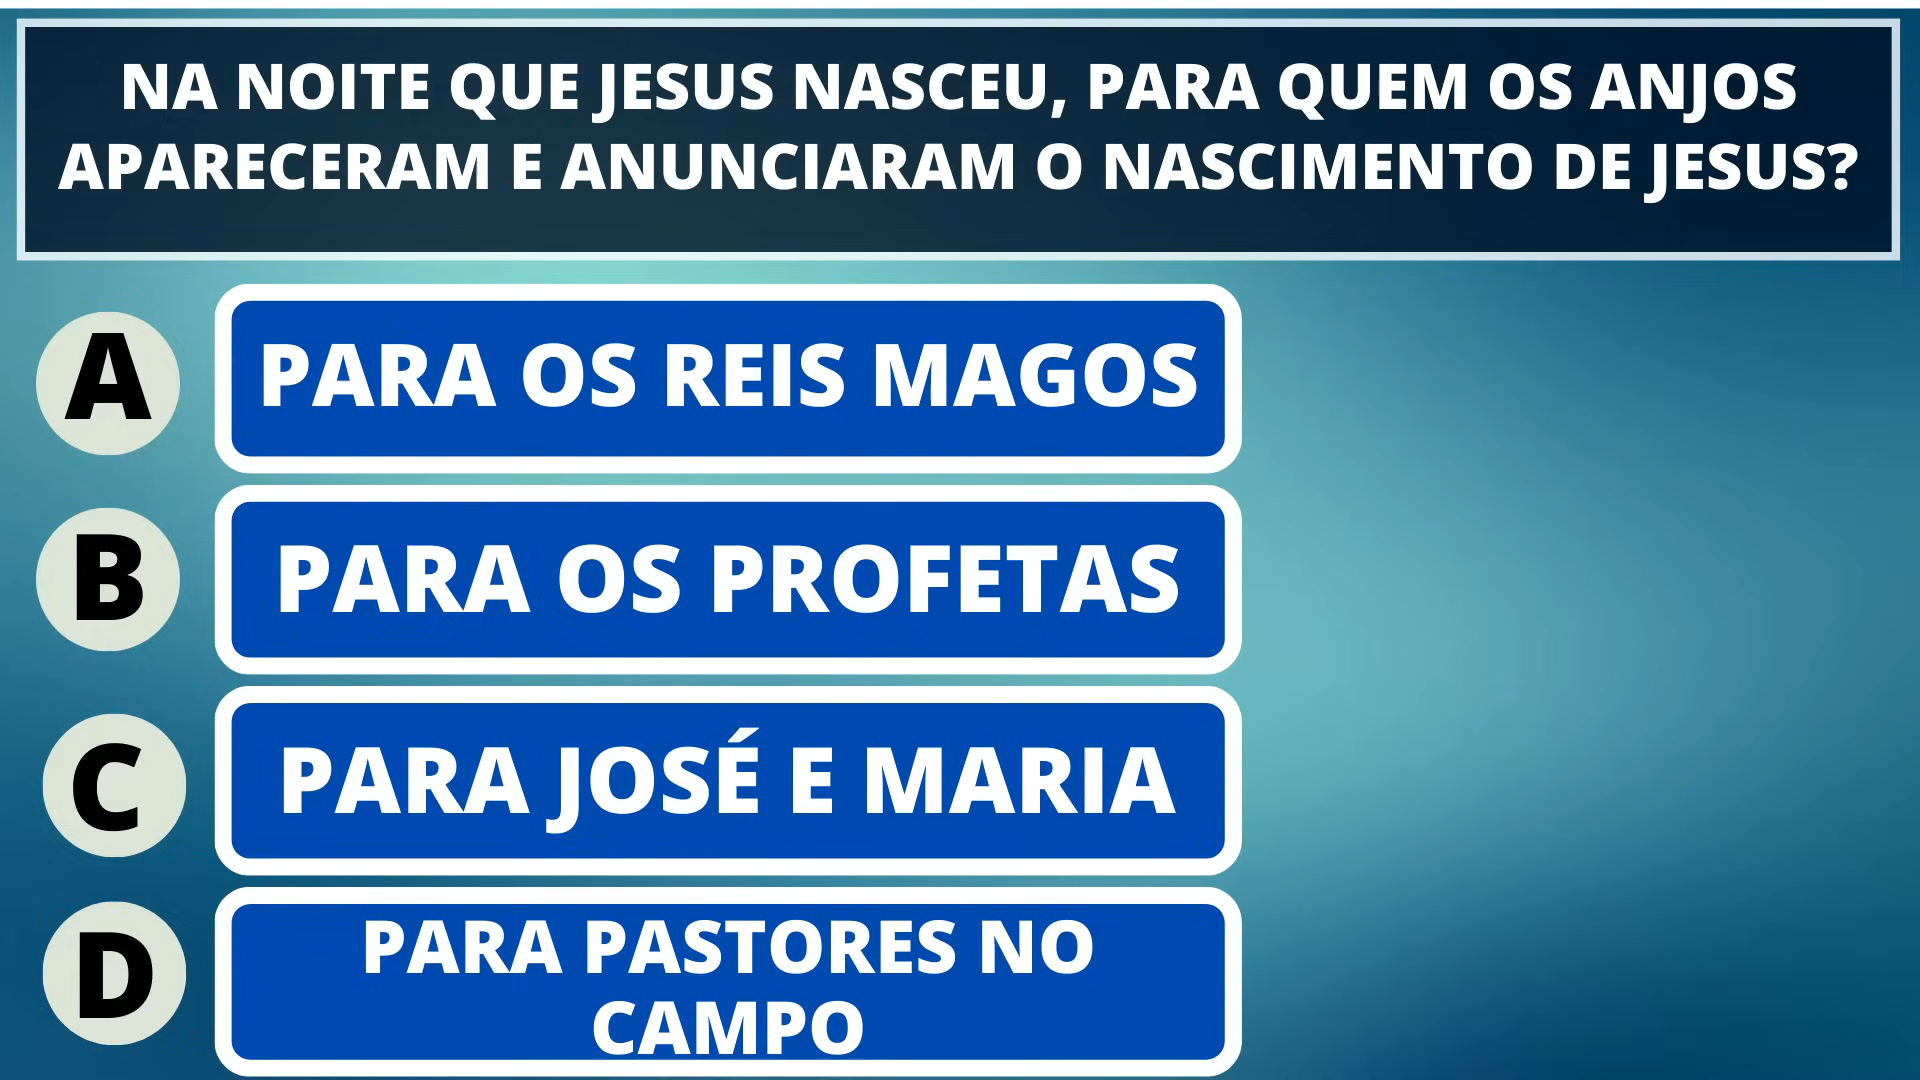 NA NOITE QUE JESUS NASCEU, PARA QUEM OS ANJOS
APARECERAM E ANUNCIARAM O NASCIMENTO DE JESUS?
A
PARA OS REIS MAGOS
B
PARA OS PROFETAS
C
PARA JOSÉ E MARIA
D
PARA PASTORES NO
CAMPO